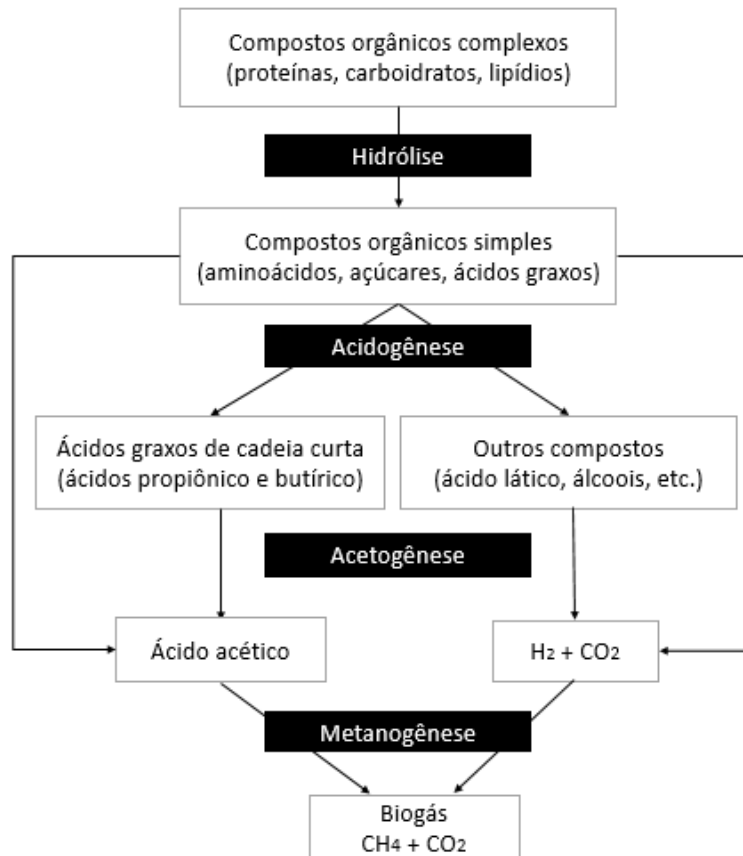 Compostos orgânicos complexos
(proteínas, carboidratos, lipídios)
Hidrólise
Compostos orgânicos simples
(aminoácidos, açúcares, ácidos graxos)
Acidogênese
Ácidos graxos de cadeia curta
(ácidos propiônico e butírico)
Outros compostos
(ácido lático, álcoois, etc.)
Acetogênese
Ácido acético
H₂ + CO₂
Metanogênese
Biogás
CH₄ + CO₂